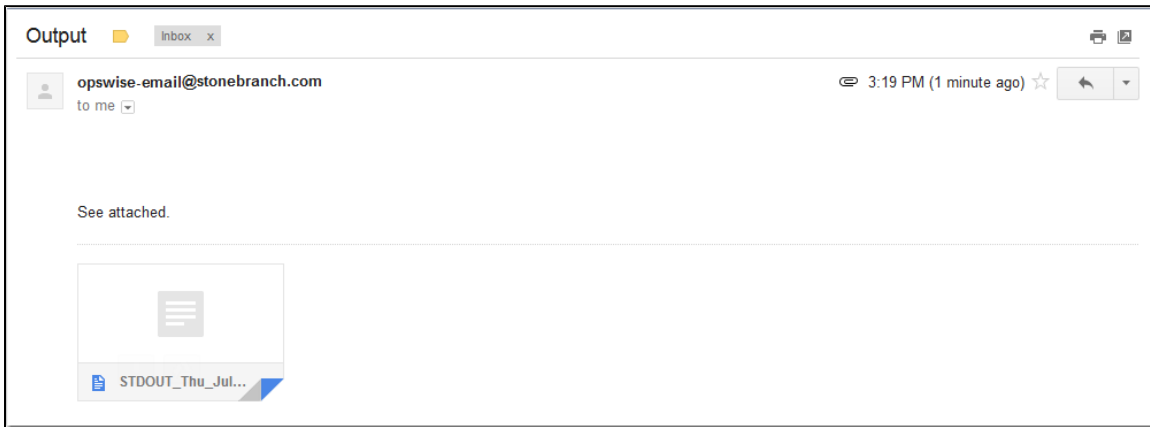 Output Inbox x
opswise-email@stonebranch.com 3:19 PM (1 minute ago)
to me
See attached.
STDOUT_Thu_Jul...